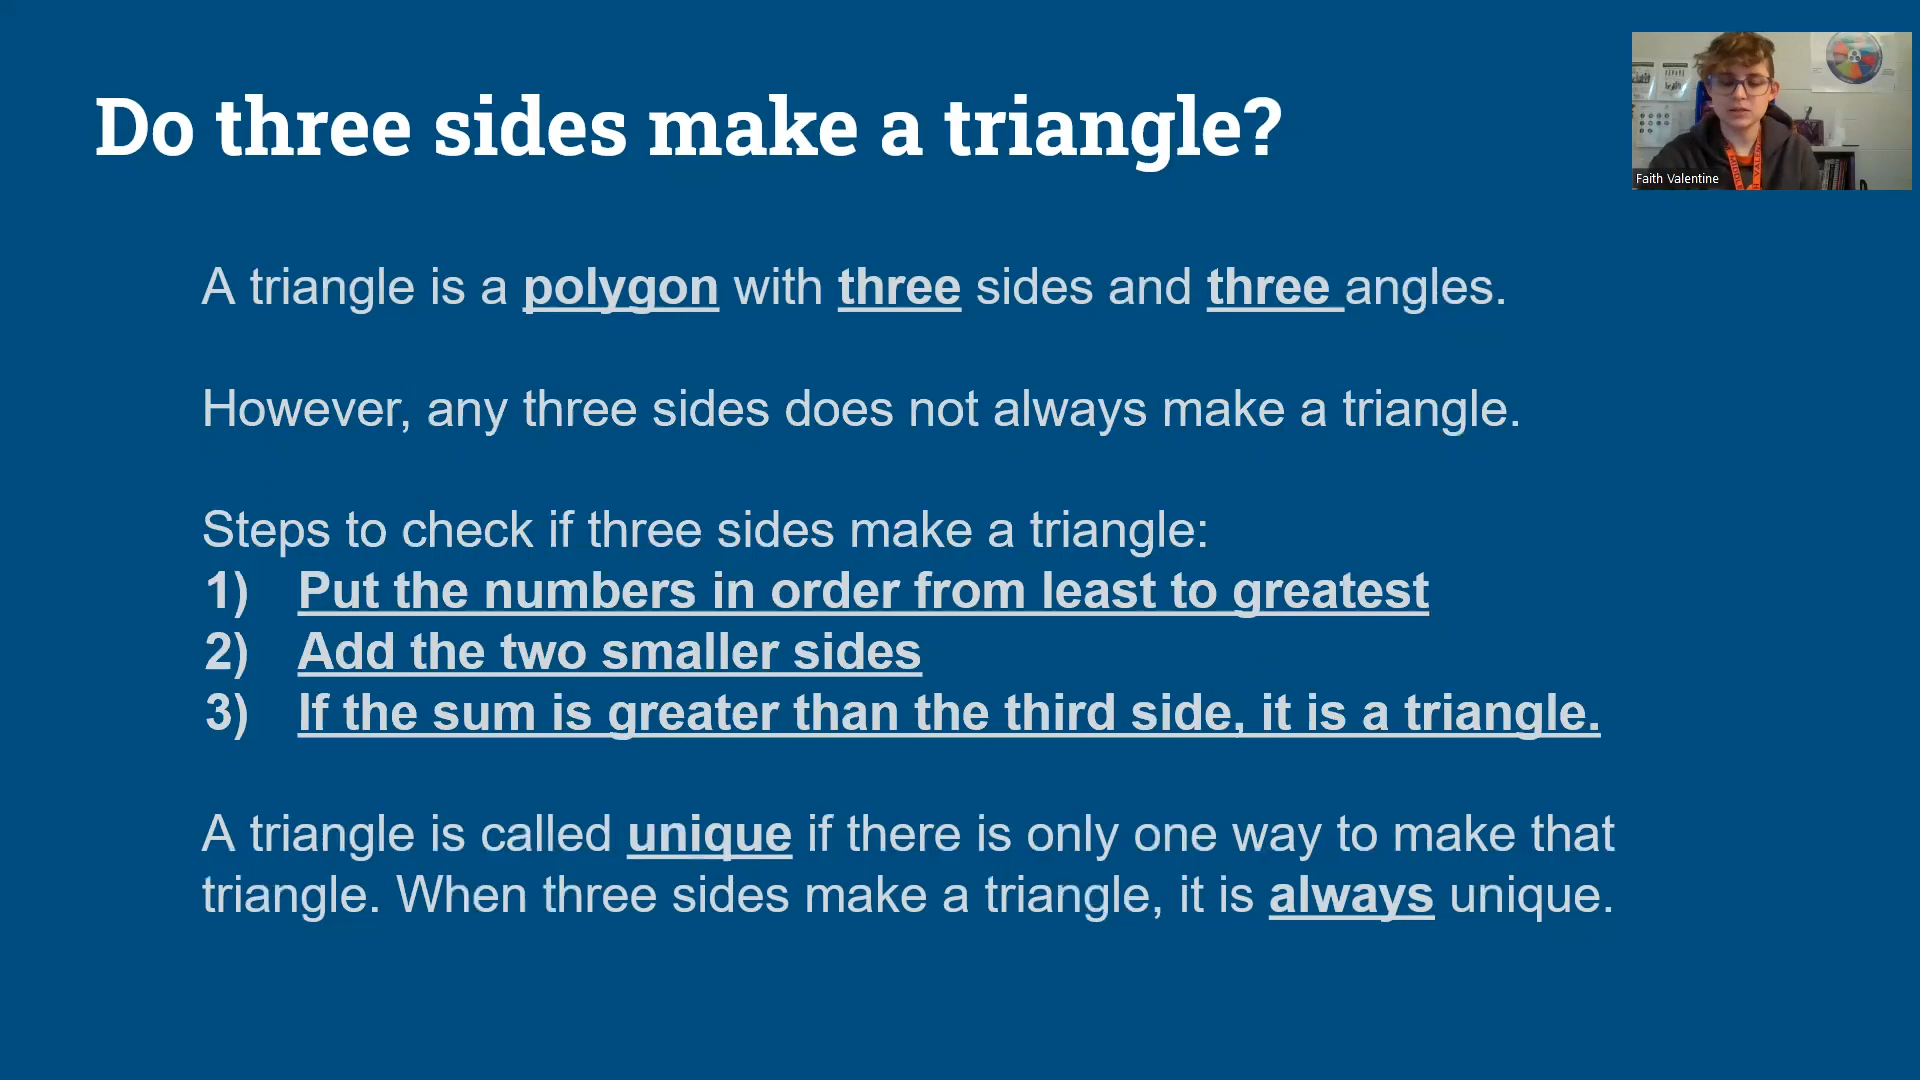 Do three sides make a triangle?
Faith Valentine
A triangle is a polygon with three sides and three angles.
However, any three sides does not always make a triangle.
Steps to check if three sides make a triangle:
1) Put the numbers in order from least to greatest
2) Add the two smaller sides
3) If the sum is greater than the third side, it is a triangle.
A triangle is called unique if there is only one way to make that
triangle. When three sides make a triangle, it is always unique.